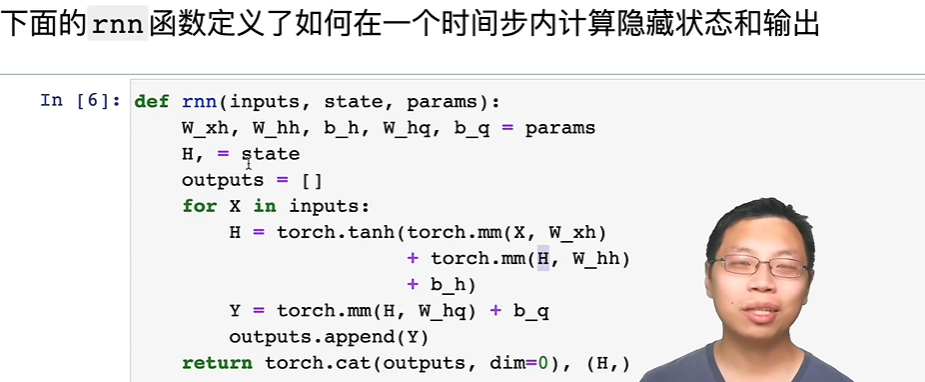 下面的rnn函数定义了如何在一个时间步内计算隐藏状态和输出
In [6]: def rnn(inputs, state, params):
W_xh, W_hh, b_h, W_hq, b_q = params
H, = state
outputs = []
for X in inputs:
H = torch.tanh(torch.mm(X, W_xh)
+ torch.mm(H, W_hh)
+ b_h)
Y = torch.mm(H, W_hq) + b_q
outputs.append(Y)
return torch.cat(outputs, dim=0), (H,)